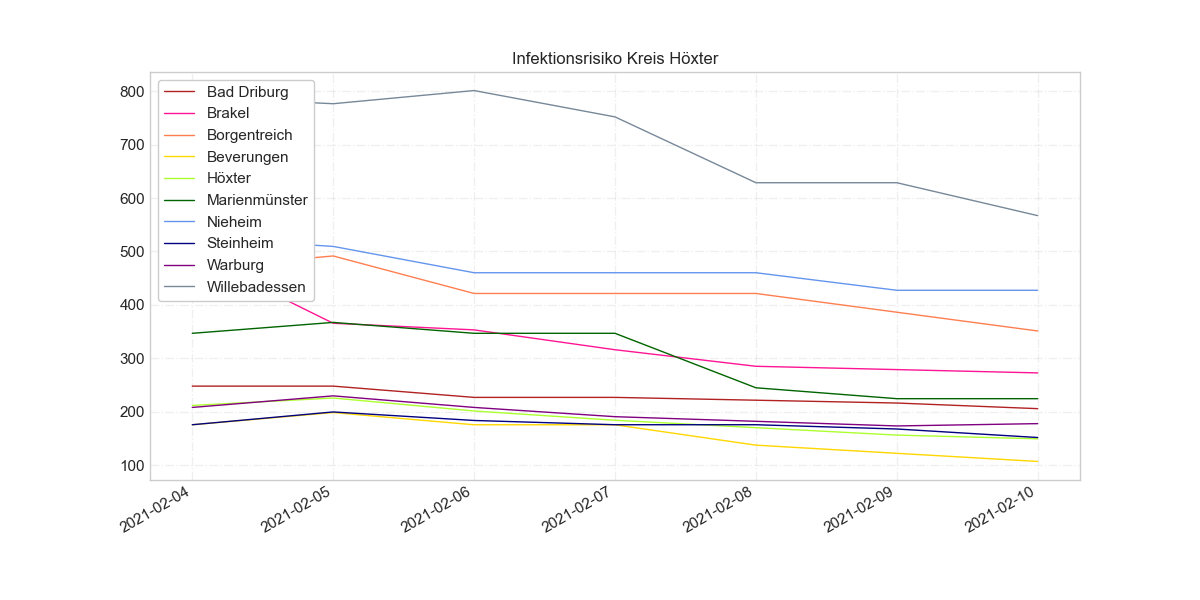 Infektionsrisiko Kreis Höxter
800
700
600
500
400
300
200
100
Bad Driburg
Brakel
Borgentreich
Beverungen
Höxter
Marienmünster
Nieheim
Steinheim
Warburg
Willebadessen
2021-02-04
2021-02-05
2021-02-06
2021-02-07
2021-02-08
2021-02-09
2021-02-10